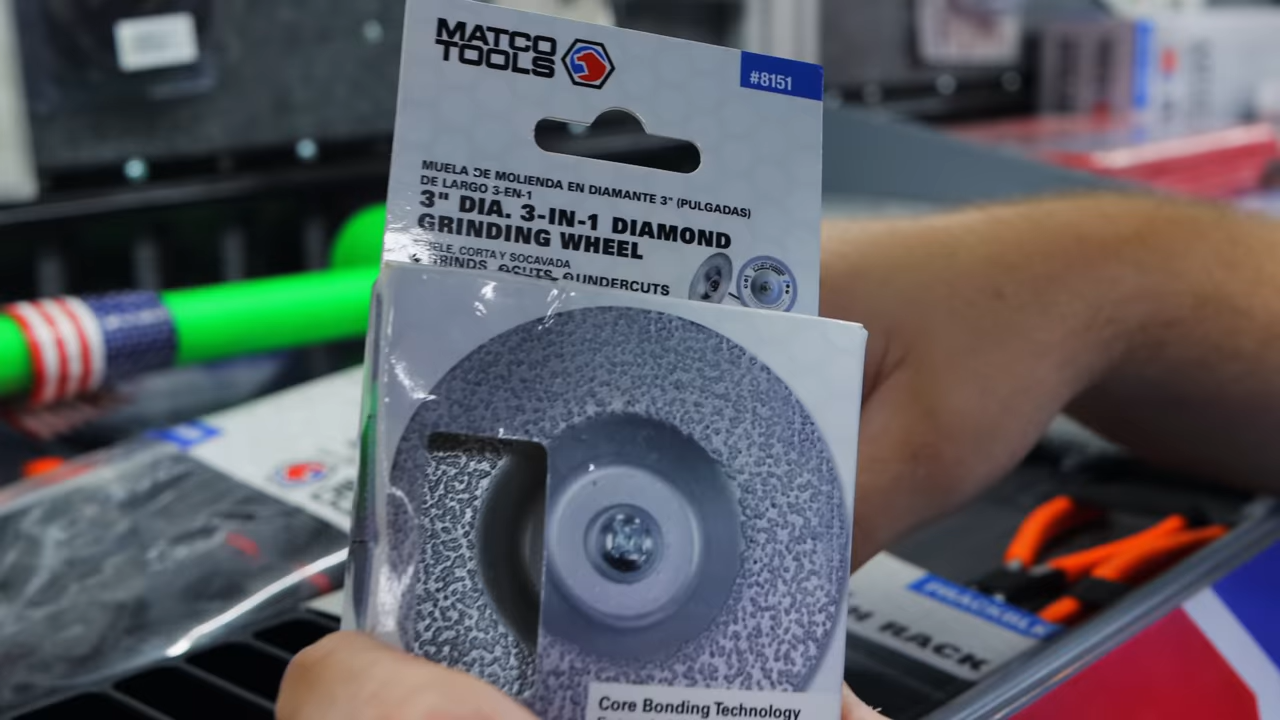 MATCO
TOOLS
#8151
MUELA DE MOLIENDA EN DIAMANTE 3" (PULGADAS)
DE LARGO 3-EN-1
3" DIA. 3-IN-1 DIAMOND
GRINDING WHEEL
CORTA Y SOCAVADA
GRINDS, CUTS, UNDERCUTS
Core Bonding Technology
RACK